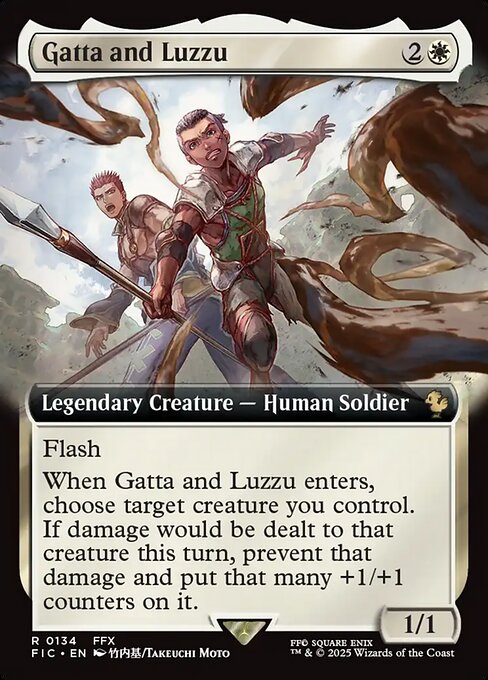 Gatta and Luzzu 2
Legendary Creature — Human Soldier
Flash
When Gatta and Luzzu enters,
choose target creature you control.
If damage would be dealt to that
creature this turn, prevent that
damage and put that many +1/+1
counters on it.
1/1
R 0134 FFX
FIC • EN 竹内基/Takeuchi Moto
FF© SQUARE ENIX
™ & © 2025 Wizards of the Coast